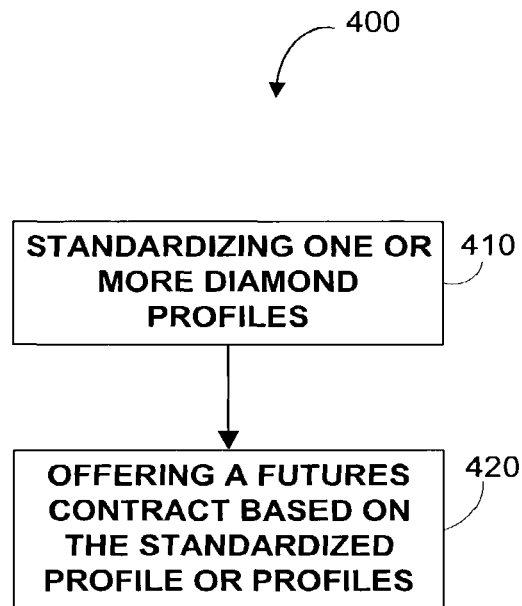 400
STANDARDIZING ONE OR
MORE DIAMOND
PROFILES
410
OFFERING A FUTURES
CONTRACT BASED ON
THE STANDARDIZED
PROFILE OR PROFILES
420